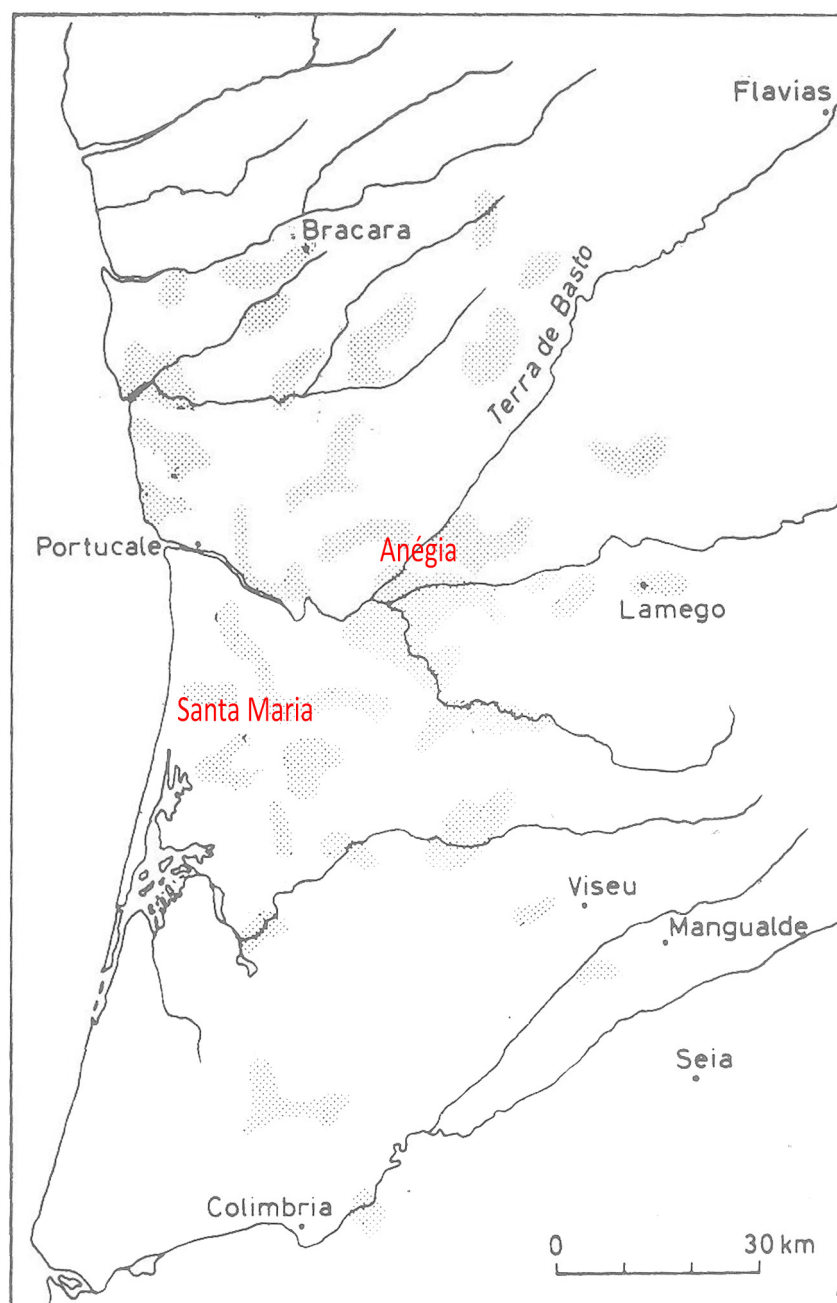 Flavias
Bracara
Terra de Basto
Portucale
Anégia
Lamego
Santa Maria
Viseu
Mangualde
Seia
Colimbria
0 30 km